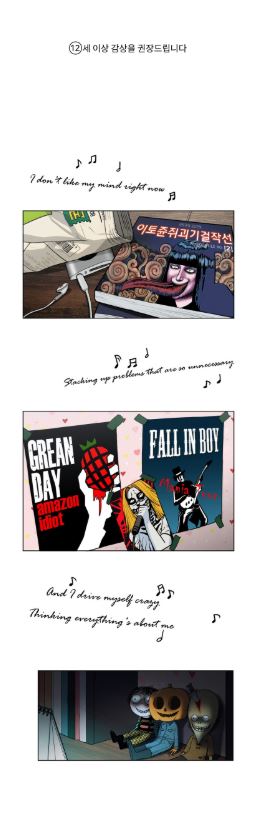 ⑫세 이상 감상을 권장드립니다
I don't like my mind right now
이토준쥐괴기걸작선
Stacking up problems that are so unnecessary
GREAN
DAY
amazon
idiot
FALL IN BOY
Mania
And I drive myself crazy
Thinking everything's about me